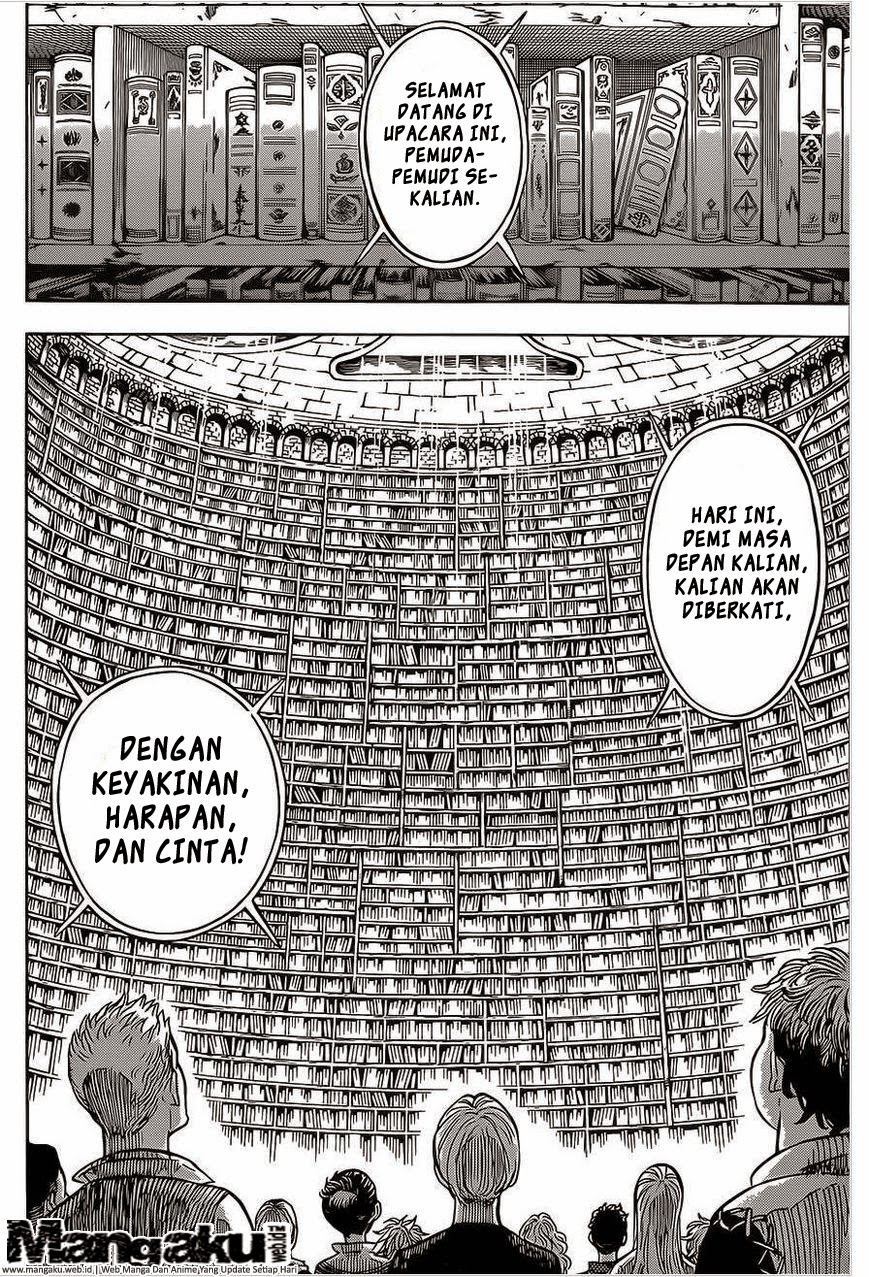 SELAMAT
DATANG DI
UPACARA INI,
PEMUDA-
PEMUDI SE-
KALIAN.
HARI INI,
DEMI MASA
DEPAN KALIAN,
KALIAN AKAN
DIBERKATI,
DENGAN
KEYAKINAN,
HARAPAN,
DAN CINTA!
Mangaku
www.mangaku.web.id | Web Manga Dan Anime Yang Update Setiap Hari